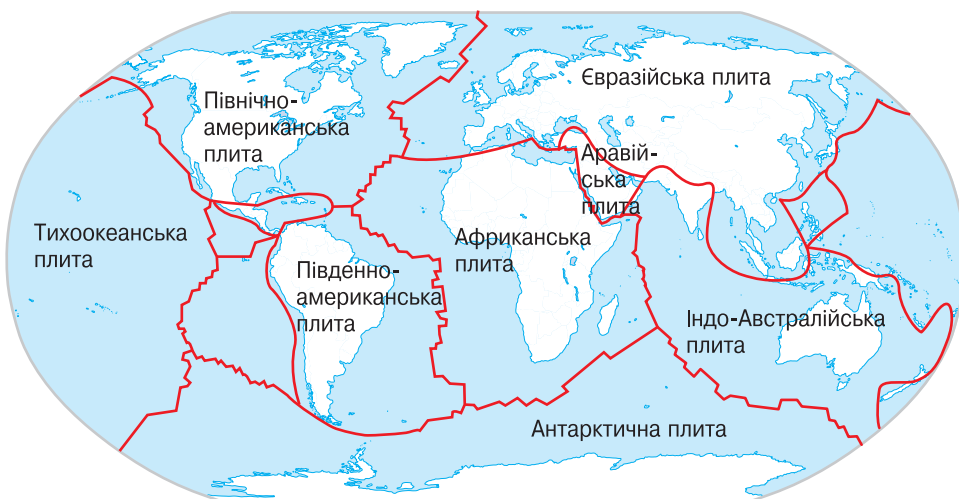 Північно-
американська
плита
Євразійська плита
Аравій-
ська
плита
Тихоокеанська
плита
Африканська
плита
Південно-
американська
плита
Індо-Австралійська
плита
Антарктична плита